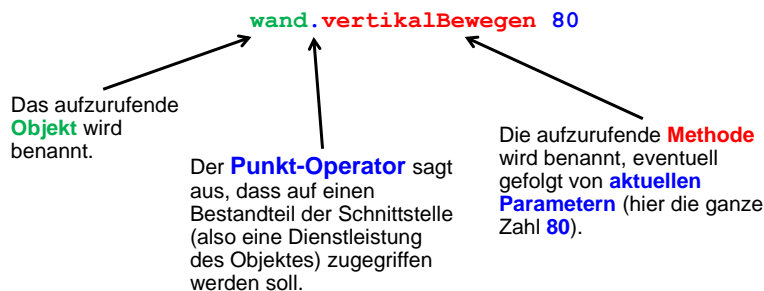 wand.vertikalBewegen 80
Das aufzurufende
Objekt wird
benannt.
Der Punkt-Operator sagt
aus, dass auf einen
Bestandteil der Schnittstelle
(also eine Dienstleistung
des Objektes) zugegriffen
werden soll.
Die aufzurufende Methode
wird benannt, eventuell
gefolgt von aktuellen
Parametern (hier die ganze
Zahl 80).